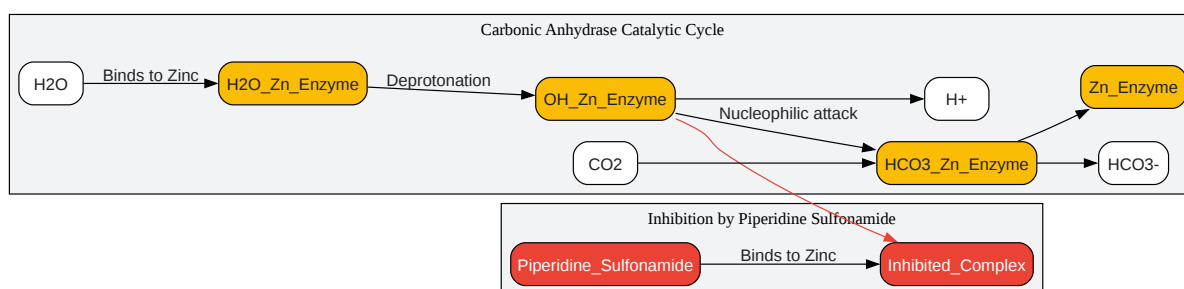 Carbonic Anhydrase Catalytic Cycle
H2O
Binds to Zinc
H2O_Zn_Enzyme
Deprotonation
OH_Zn_Enzyme
Nucleophilic attack
H+
Zn_Enzyme
CO2
HCO3_Zn_Enzyme
HCO3-
Inhibition by Piperidine Sulfonamide
Piperidine_Sulfonamide
Binds to Zinc
Inhibited_Complex